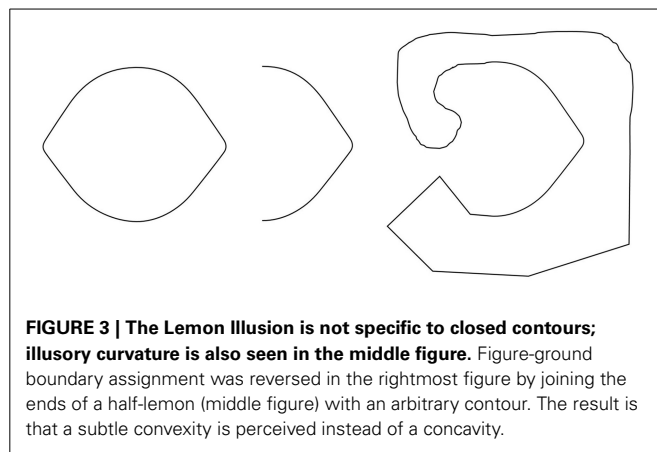 FIGURE 3 | The Lemon Illusion is not specific to closed contours;
illusory curvature is also seen in the middle figure. Figure-ground
boundary assignment was reversed in the rightmost figure by joining the
ends of a half-lemon (middle figure) with an arbitrary contour. The result is
that a subtle convexity is perceived instead of a concavity.